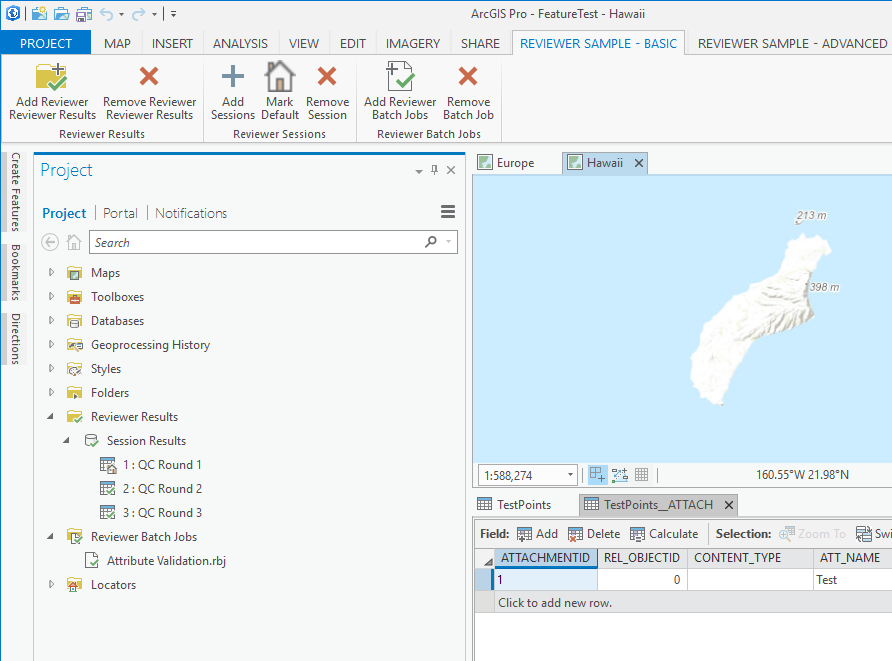 ArcGIS Pro - FeatureTest - Hawaii
PROJECT MAP INSERT ANALYSIS VIEW EDIT IMAGERY SHARE REVIEWER SAMPLE - BASIC REVIEWER SAMPLE - ADVANCED
Add Reviewer Remove Reviewer Add Mark Remove Add Reviewer Remove
Reviewer Results Reviewer Results Sessions Default Session Batch Jobs Batch Job
Reviewer Results Reviewer Sessions Reviewer Batch Jobs
Create Features
Bookmarks
Directions
Project
Project Portal Notifications
Search
Maps
Toolboxes
Databases
Geoprocessing History
Styles
Folders
Reviewer Results
Session Results
1 : QC Round 1
2 : QC Round 2
3 : QC Round 3
Reviewer Batch Jobs
Attribute Validation.rbj
Locators
Europe Hawaii
213 m
398 m
1:588,274 160.55°W 21.98°N
TestPoints TestPoints__ATTACH
Field: Add Delete Calculate Selection: Zoom To Swi
ATTACHMENTID REL_OBJECTID CONTENT_TYPE ATT_NAME
1 0 Test
Click to add new row.